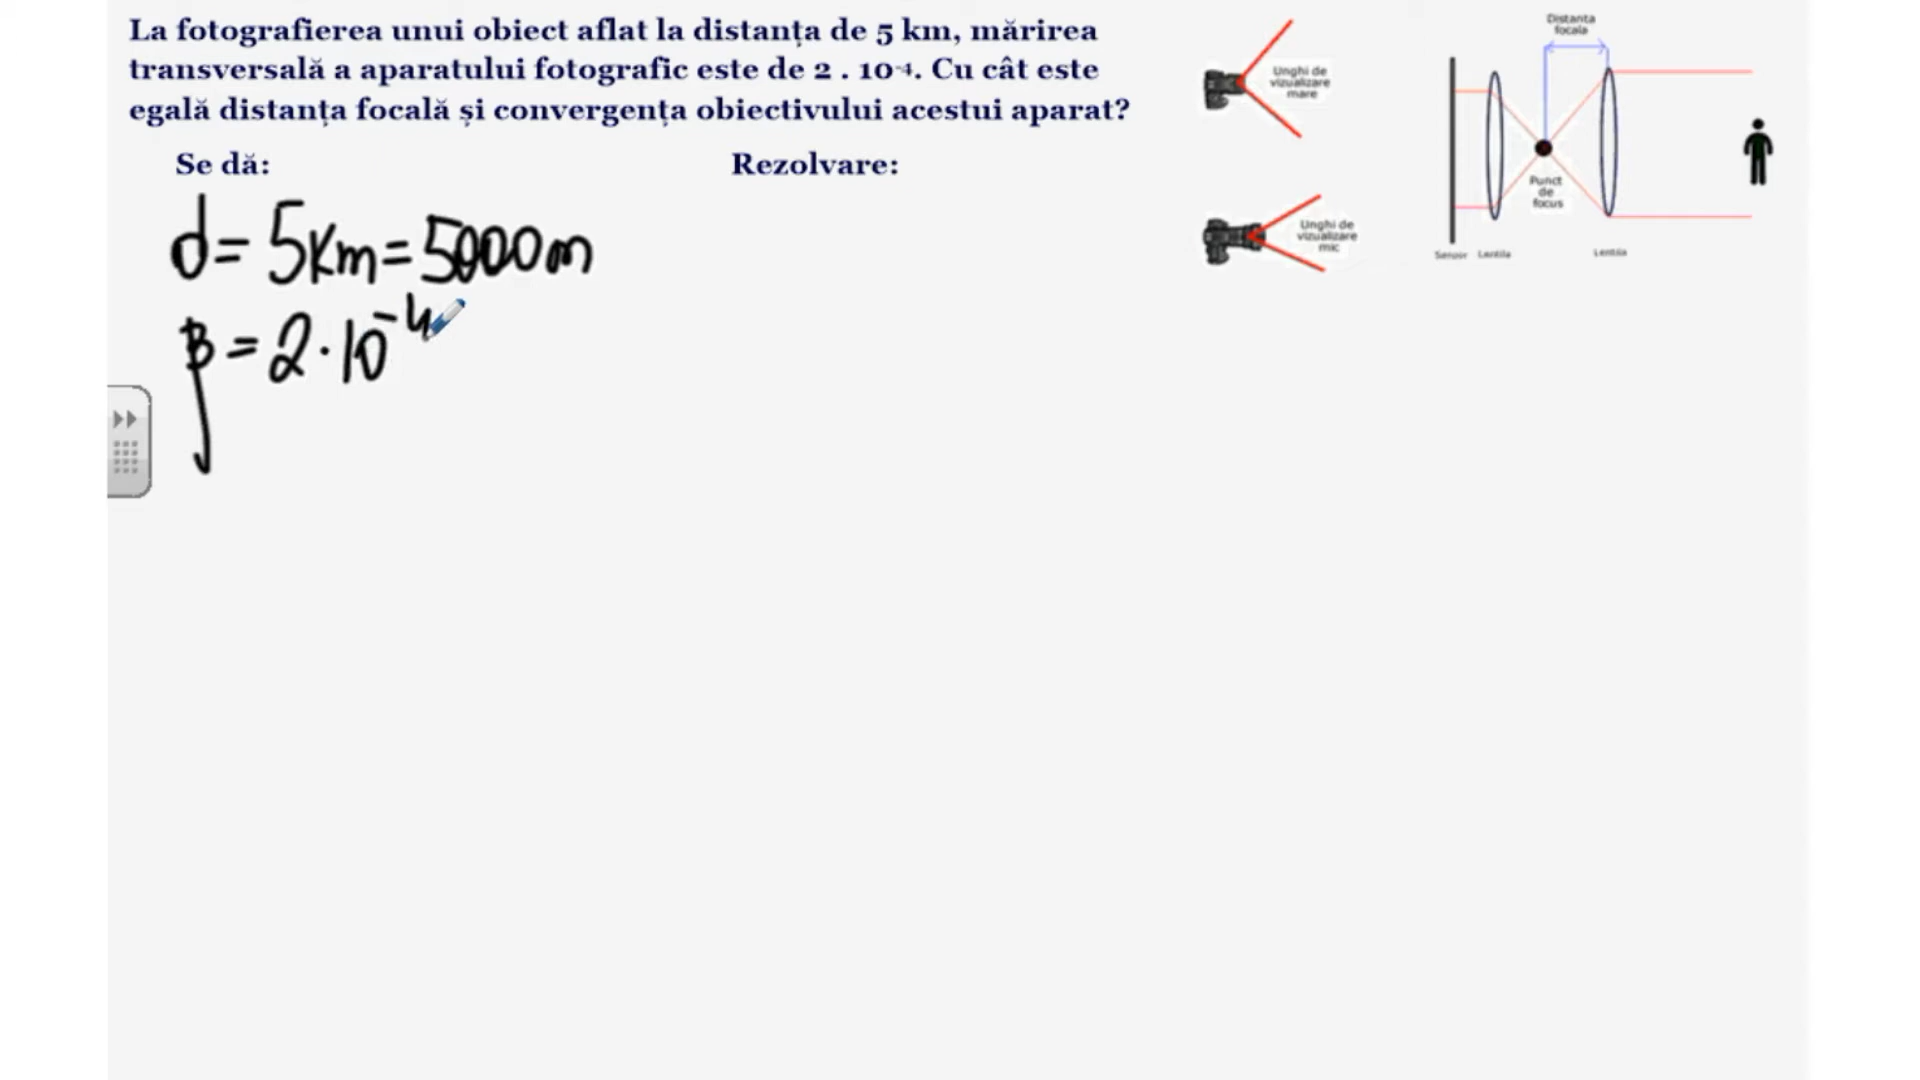 La fotografierea unui obiect aflat la distanța de 5 km, mărirea
transversală a aparatului fotografic este de 2 . 10⁻⁴. Cu cât este
egală distanța focală și convergența obiectivului acestui aparat?
Se dă:
Rezolvare:
d = 5Km = 5000m
β = 2 · 10⁻⁴
Unghi de
vizualizare
mare
Unghi de
vizualizare
mic
Distanta
focala
Punct
de
focus
Senzor Lentila Lentila